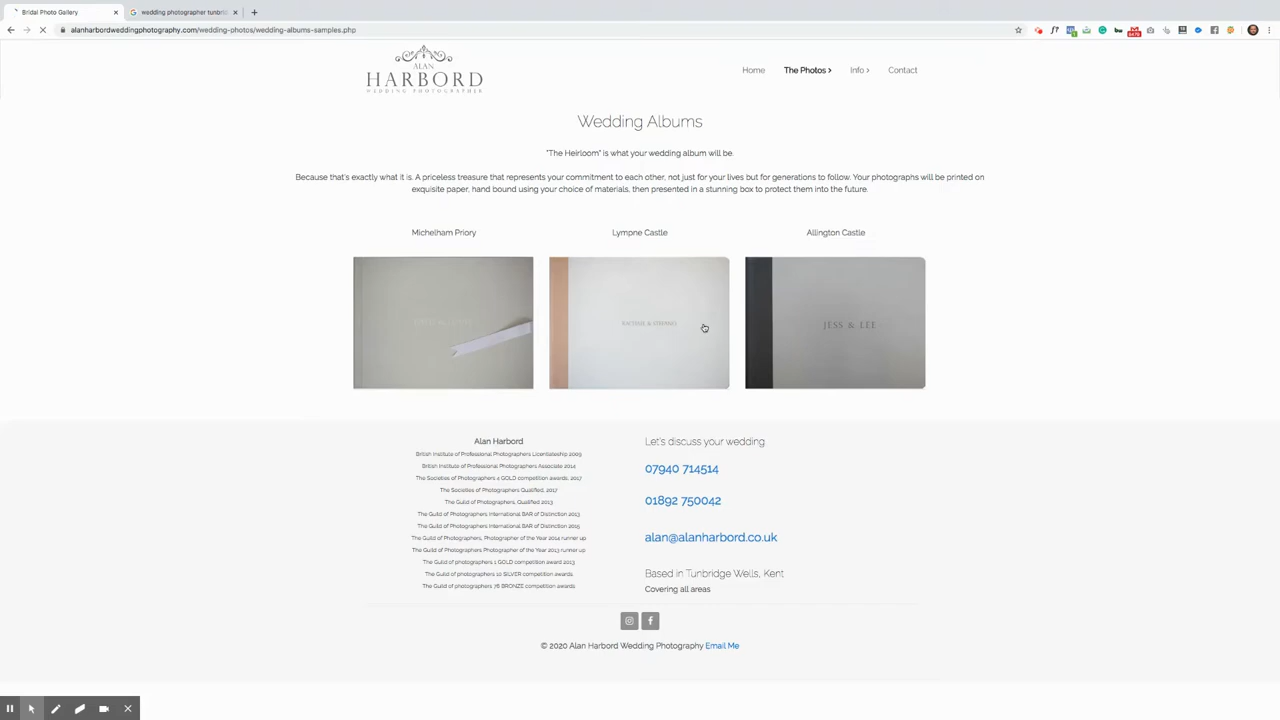 Bridal Photo Gallery
wedding photographer tunbri
alanharbordweddingphotography.com/wedding-photos/wedding-albums-samples.php
ALAN
HARBORD
WEDDING PHOTOGRAPHER
Home The Photos > Info > Contact
Wedding Albums
"The Heirloom" is what your wedding album will be.
Because that's exactly what it is. A priceless treasure that represents your commitment to each other, not just for your lives but for generations to follow. Your photographs will be printed on
exquisite paper, hand bound using your choice of materials, then presented in a stunning box to protect them into the future.
Michelham Priory
Lympne Castle
Allington Castle
JESS & LEE
Alan Harbord
British Institute of Professional Photographers Licentiateship 2009
British Institute of Professional Photographers Associate 2014
The Societies of Photographers 4 GOLD competition awards, 2017
The Societies of Photographers Qualified, 2017
The Guild of Photographers, Qualified 2013
The Guild of Photographers International BAR of Distinction 2013
The Guild of Photographers International BAR of Distinction 2015
The Guild of Photographers, Photographer of the Year 2014 runner up
The Guild of Photographers Photographer of the Year 2013 runner up
The Guild of photographers 1 GOLD competition award 2013
The Guild of photographers 10 SILVER competition awards
The Guild of photographers 76 BRONZE competition awards
Let's discuss your wedding
07940 714514
01892 750042
alan@alanharbord.co.uk
Based in Tunbridge Wells, Kent
Covering all areas
© 2020 Alan Harbord Wedding Photography Email Me